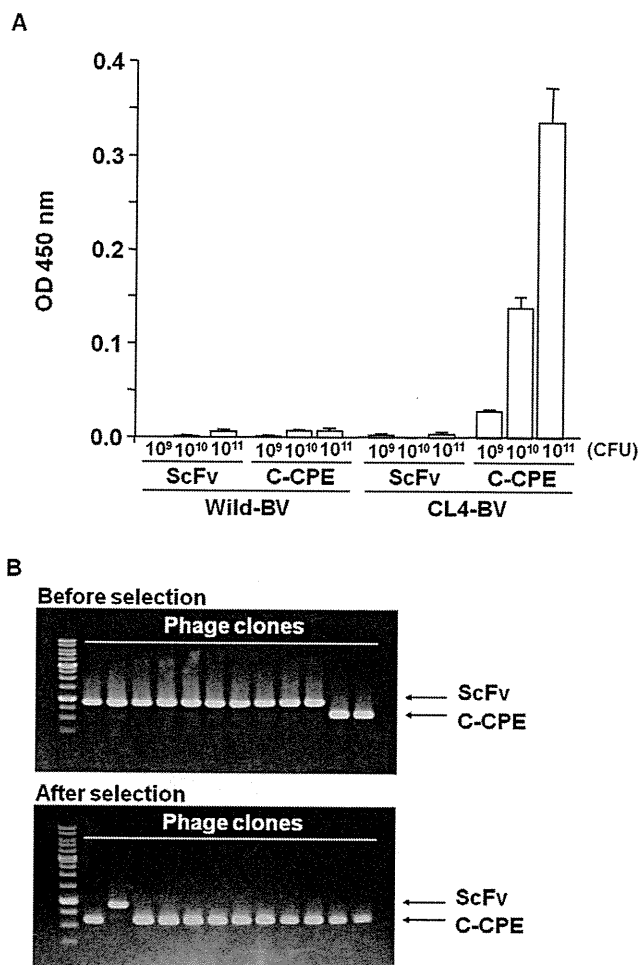 A
0.4
0.3
0.2
0.1
0.0
OD 450 nm
10⁹ 10¹⁰ 10¹¹ 10⁹ 10¹⁰ 10¹¹ 10⁹ 10¹⁰ 10¹¹ 10⁹ 10¹⁰ 10¹¹ (CFU)
ScFv C-CPE ScFv C-CPE
Wild-BV CL4-BV
B
Before selection
Phage clones
ScFv
C-CPE
After selection
Phage clones
ScFv
C-CPE